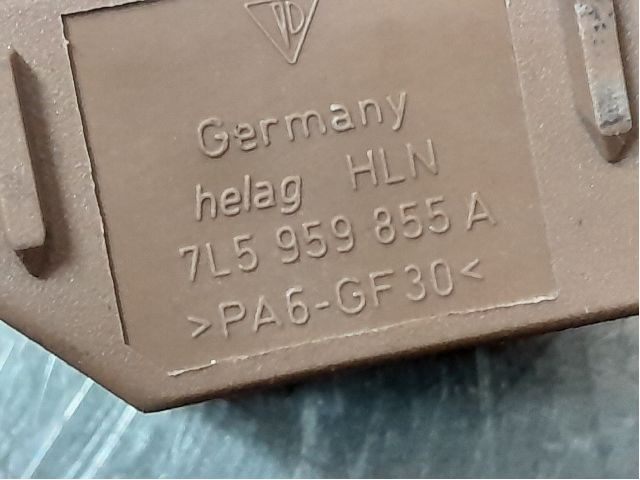 Germany
helag HLN
7L5 959 855 A
>PA6-GF30<